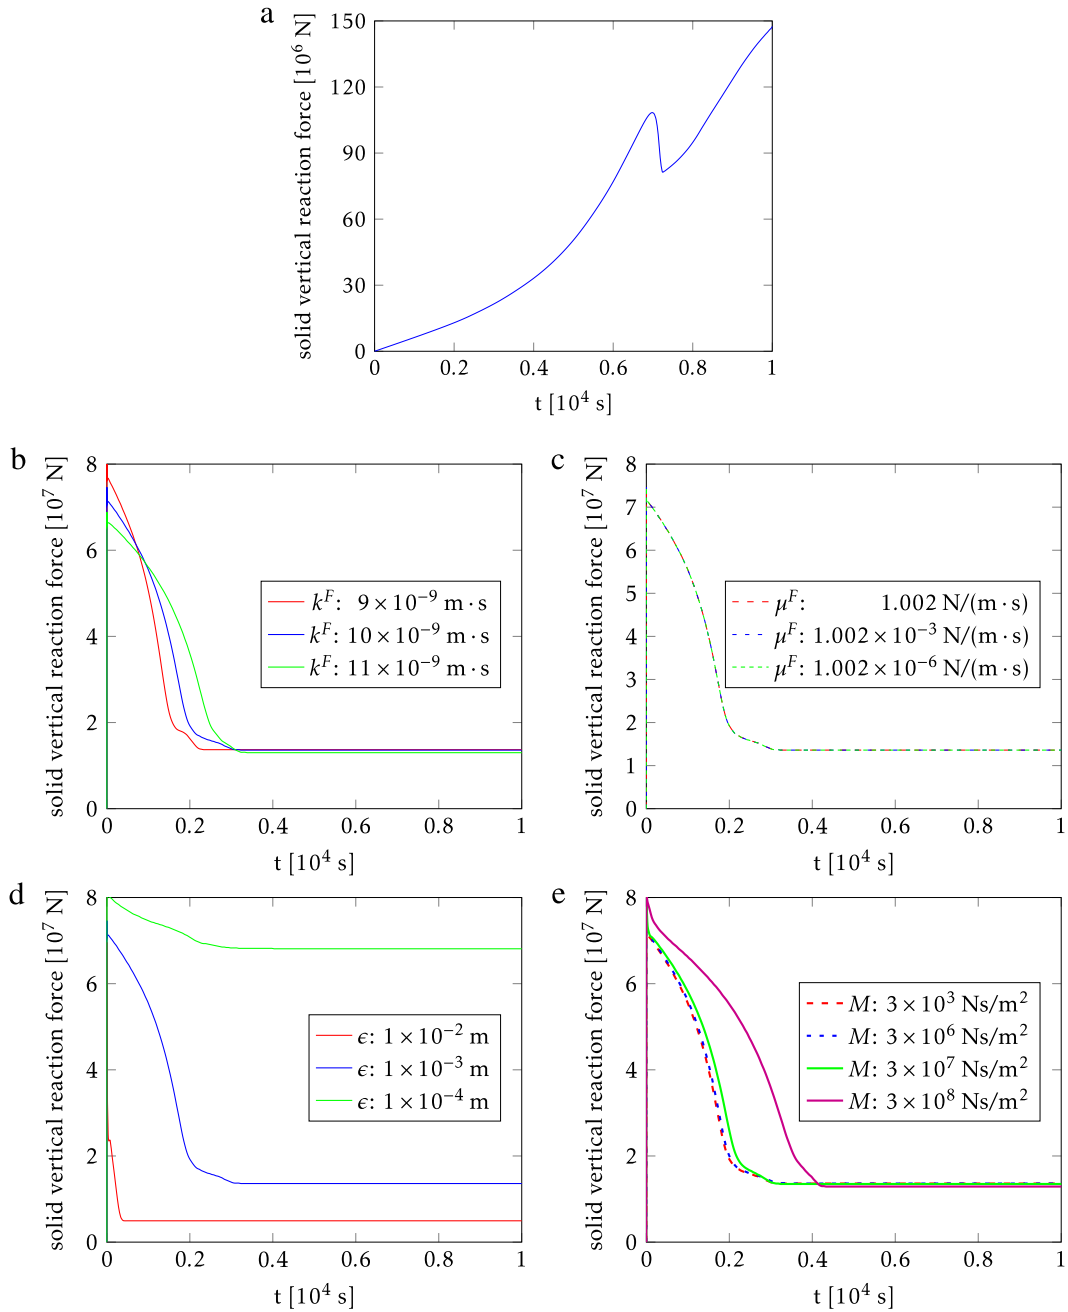 a
solid vertical reaction force [10⁶ N]
150
120
90
60
30
0
0 0.2 0.4 0.6 0.8 1
t [10⁴ s]
b
solid vertical reaction force [10⁷ N]
8
6
4
2
0
k^F: 9 × 10⁻⁹ m · s
k^F: 10 × 10⁻⁹ m · s
k^F: 11 × 10⁻⁹ m · s
0 0.2 0.4 0.6 0.8 1
t [10⁴ s]
c
solid vertical reaction force [10⁷ N]
8
7
6
5
4
3
2
1
0
μ^F: 1.002 N/(m · s)
μ^F: 1.002 × 10⁻³ N/(m · s)
μ^F: 1.002 × 10⁻⁶ N/(m · s)
0 0.2 0.4 0.6 0.8 1
t [10⁴ s]
d
solid vertical reaction force [10⁷ N]
8
6
4
2
0
ϵ: 1 × 10⁻² m
ϵ: 1 × 10⁻³ m
ϵ: 1 × 10⁻⁴ m
0 0.2 0.4 0.6 0.8 1
t [10⁴ s]
e
solid vertical reaction force [10⁷ N]
8
6
4
2
0
M: 3 × 10³ Ns/m²
M: 3 × 10⁶ Ns/m²
M: 3 × 10⁷ Ns/m²
M: 3 × 10⁸ Ns/m²
0 0.2 0.4 0.6 0.8 1
t [10⁴ s]